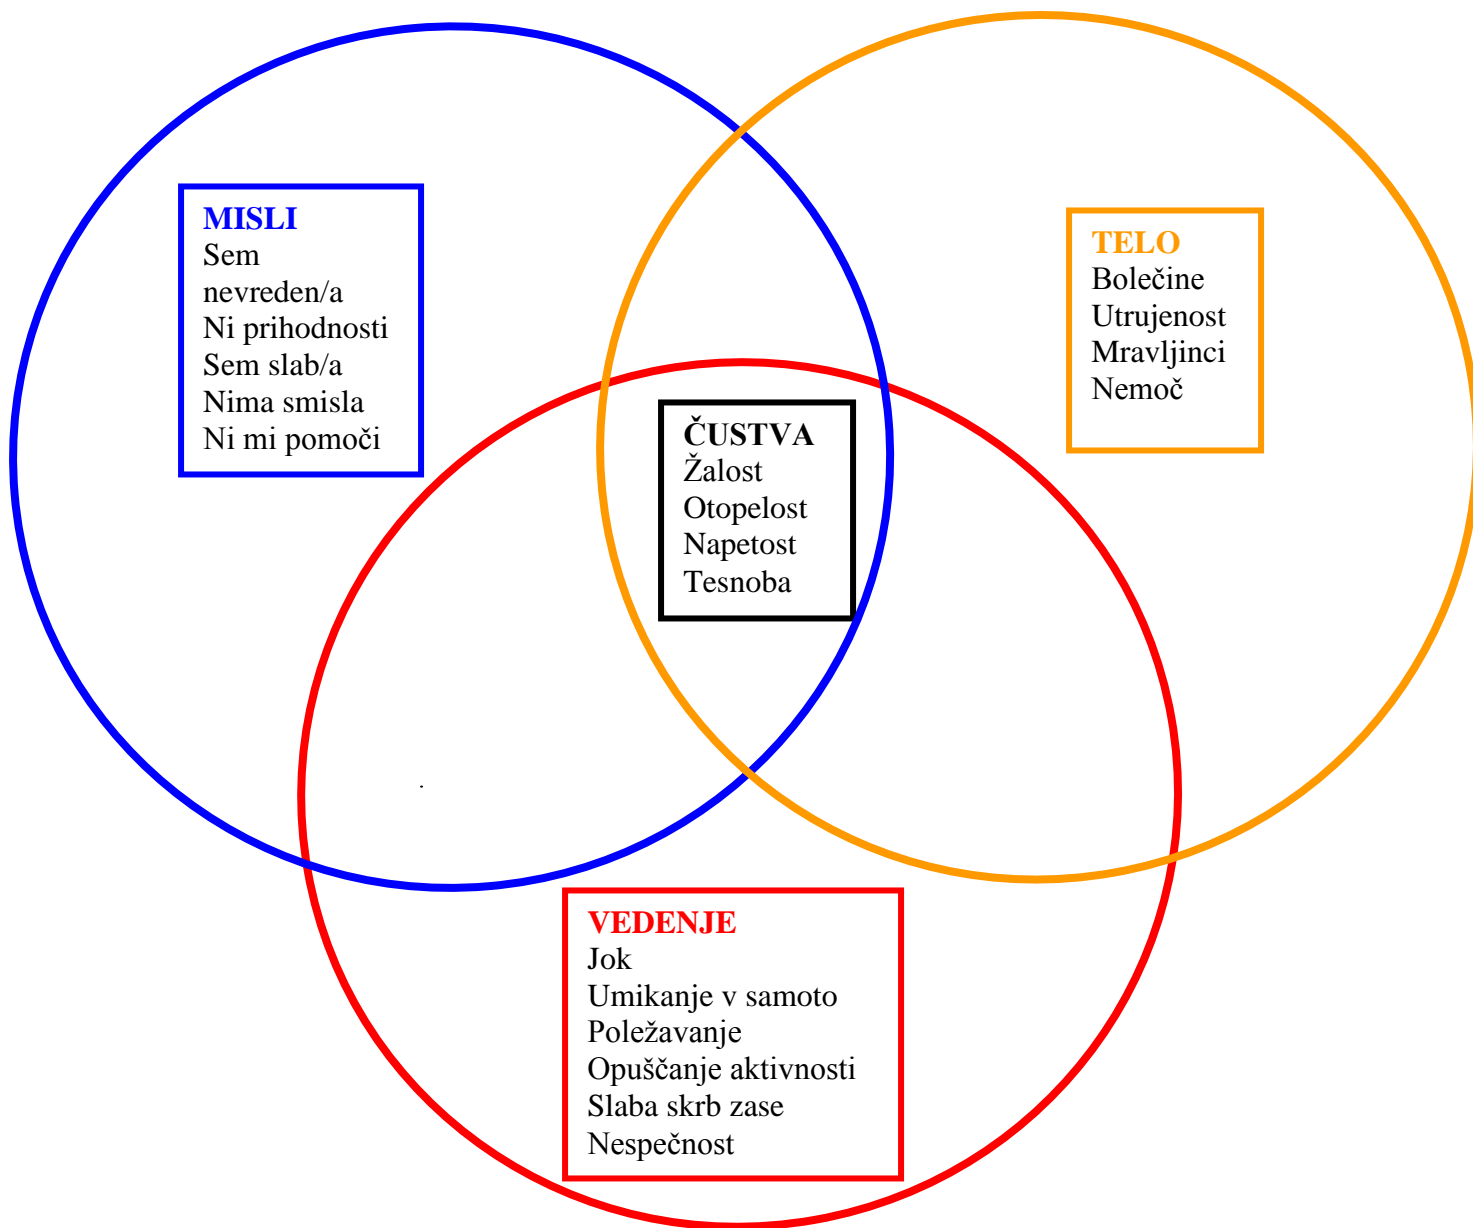 MISLI
Sem
nevreden/a
Ni prihodnosti
Sem slab/a
Nima smisla
Ni mi pomoči
TELO
Bolečine
Utrujenost
Mravljinci
Nemoč
ČUSTVA
Žalost
Otopelost
Napetost
Tesnoba
VEDENJE
Jok
Umikanje v samoto
Poležavanje
Opuščanje aktivnosti
Slaba skrb zase
Nespečnost